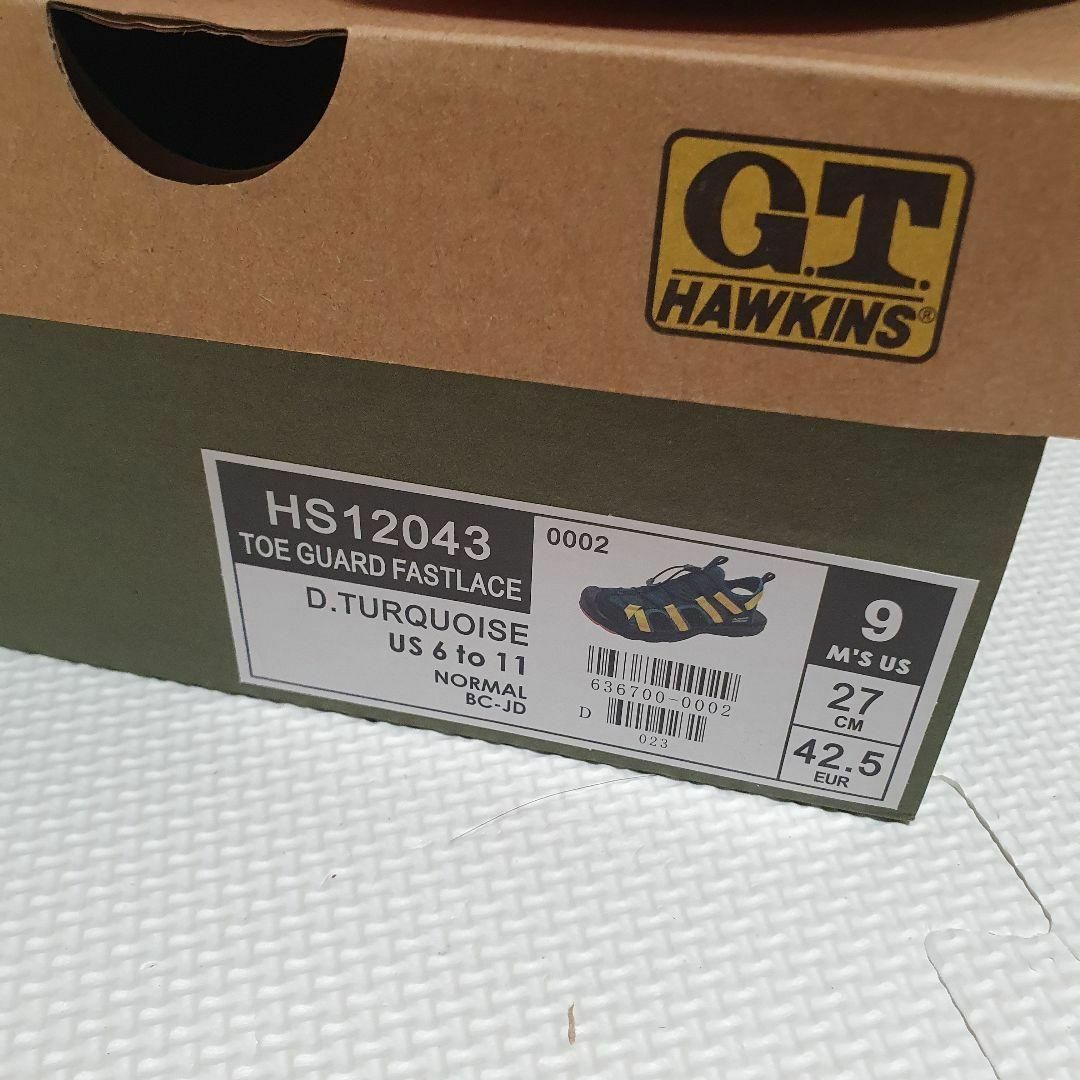 G.T.
HAWKINS®
HS12043
TOE GUARD FASTLACE
D.TURQUOISE
US 6 to 11
NORMAL
BC-JD
0002
636700-0002
D
023
9
M'S US
27
CM
42.5
EUR